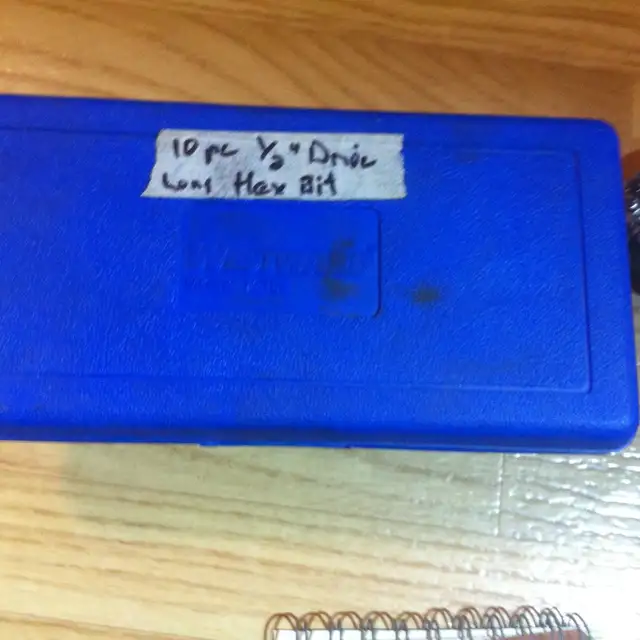 10 pc 1/2" Drive
Long Hex Bit